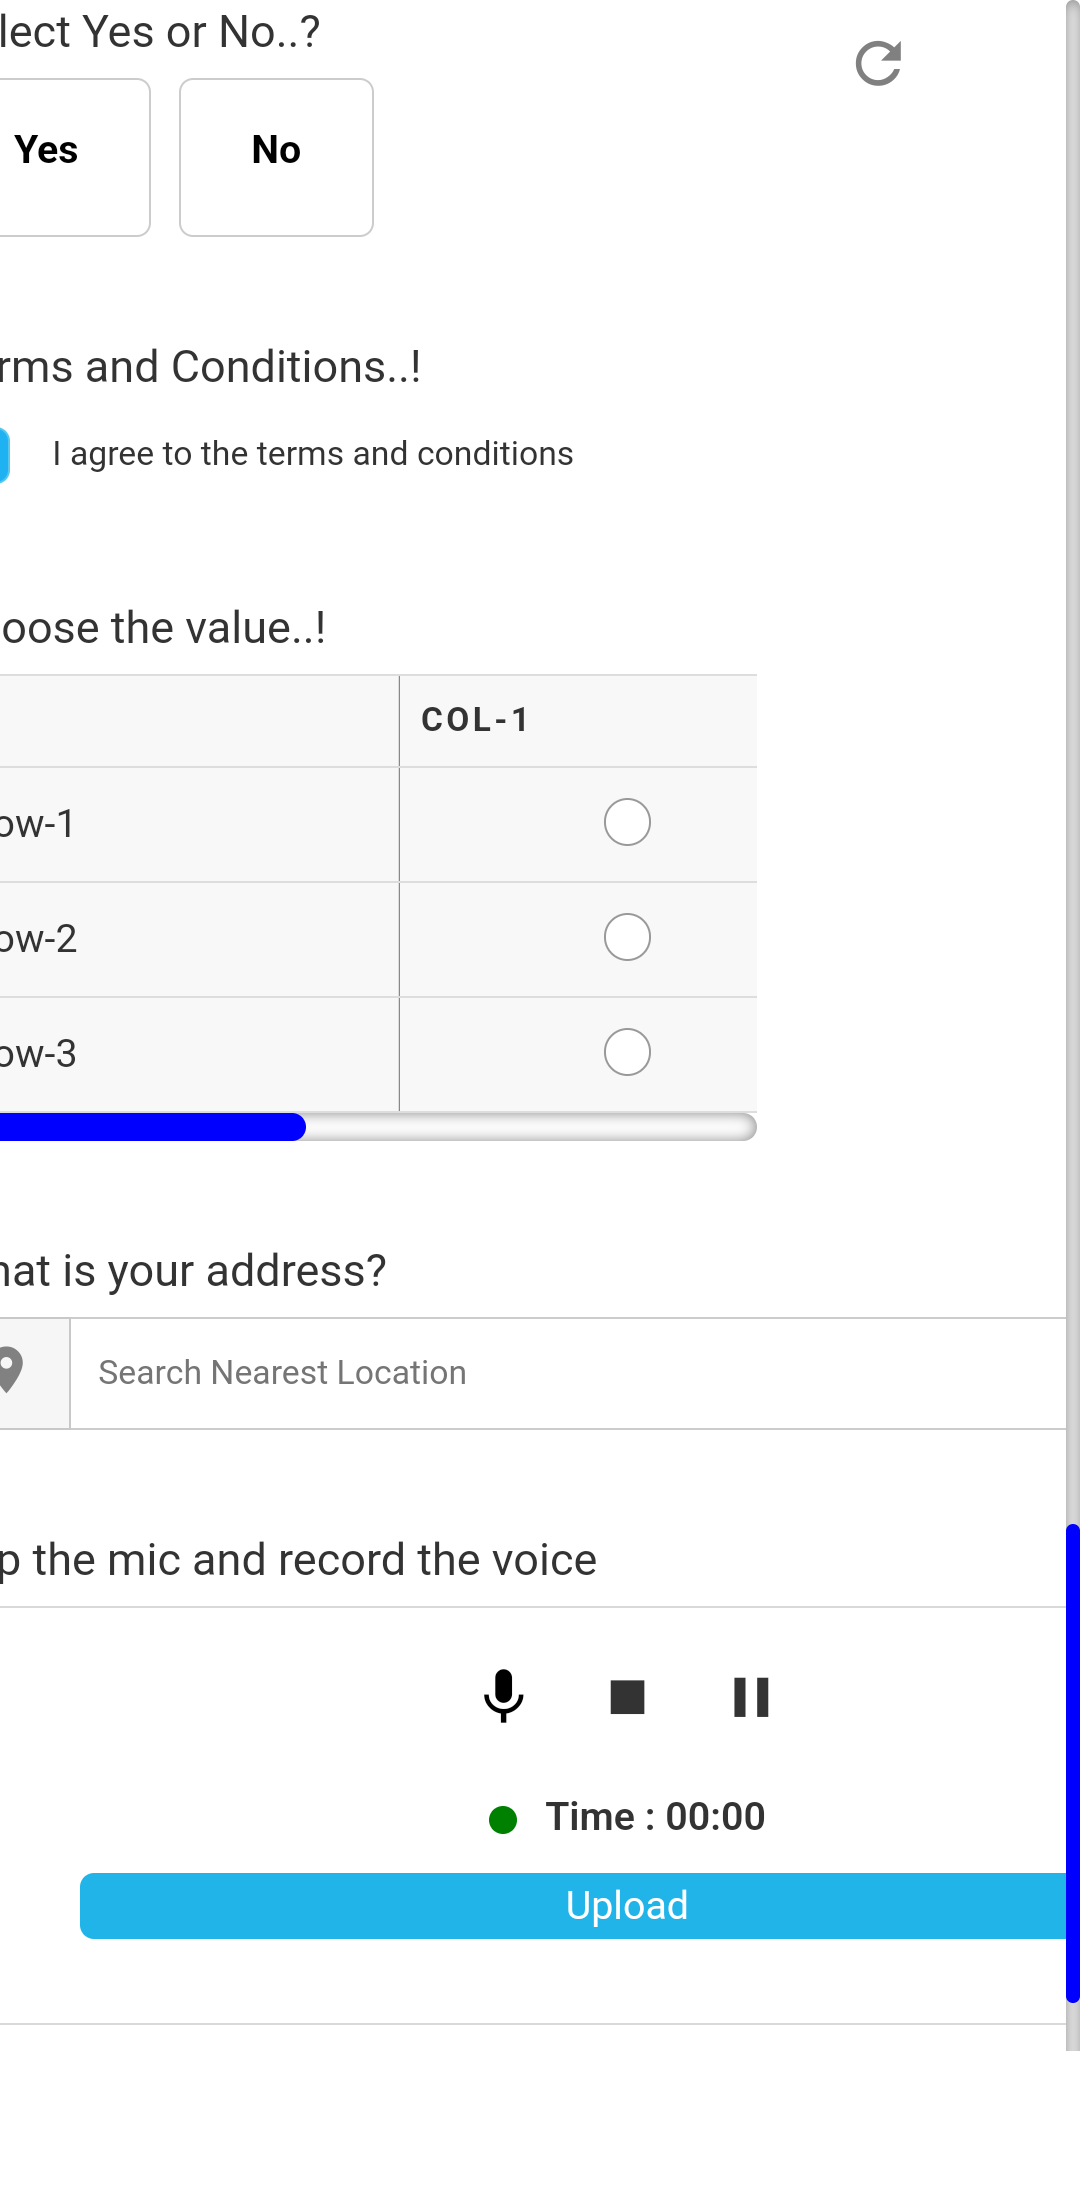 lect Yes or No..?
Yes No
rms and Conditions..!
I agree to the terms and conditions
oose the value..!
COL-1
ow-1
ow-2
ow-3
hat is your address?
Search Nearest Location
p the mic and record the voice
Time : 00:00
Upload